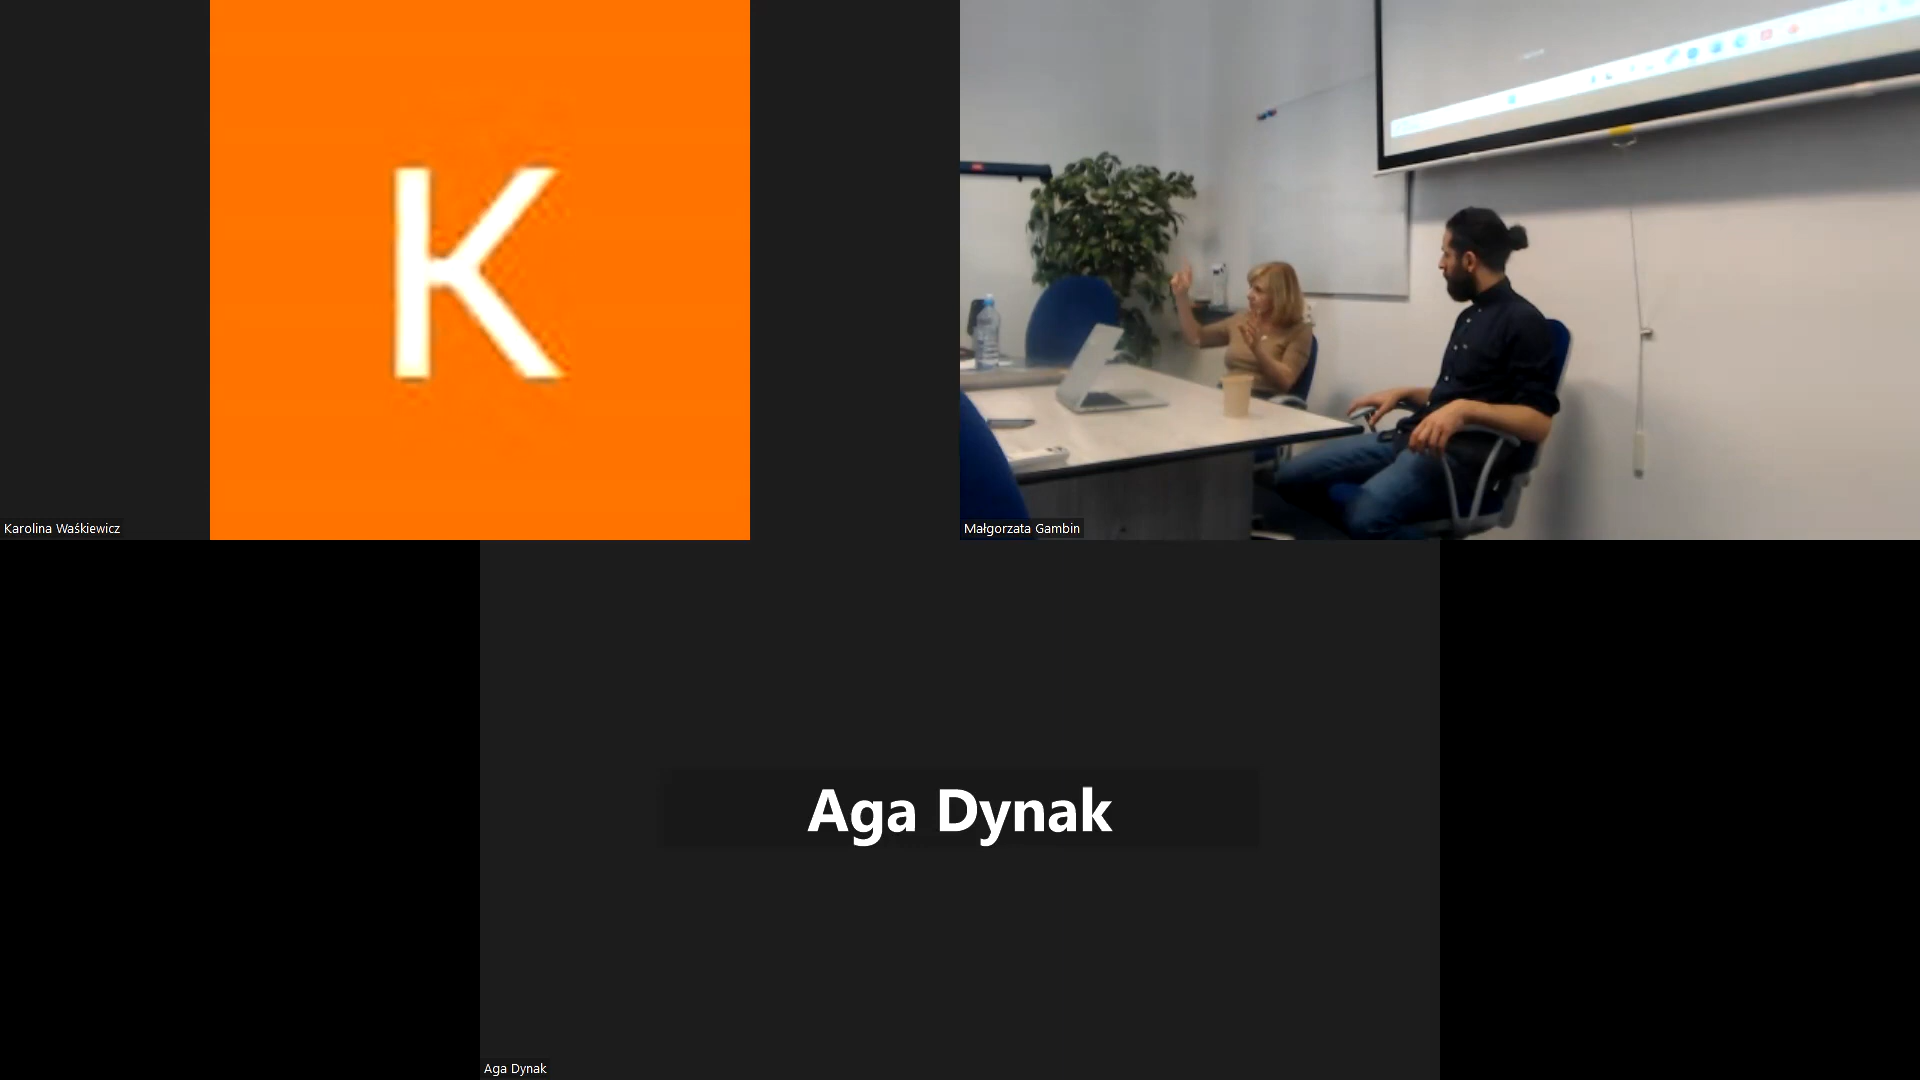 K
Karolina Waśkiewicz
Małgorzata Gambin
Aga Dynak
Aga Dynak